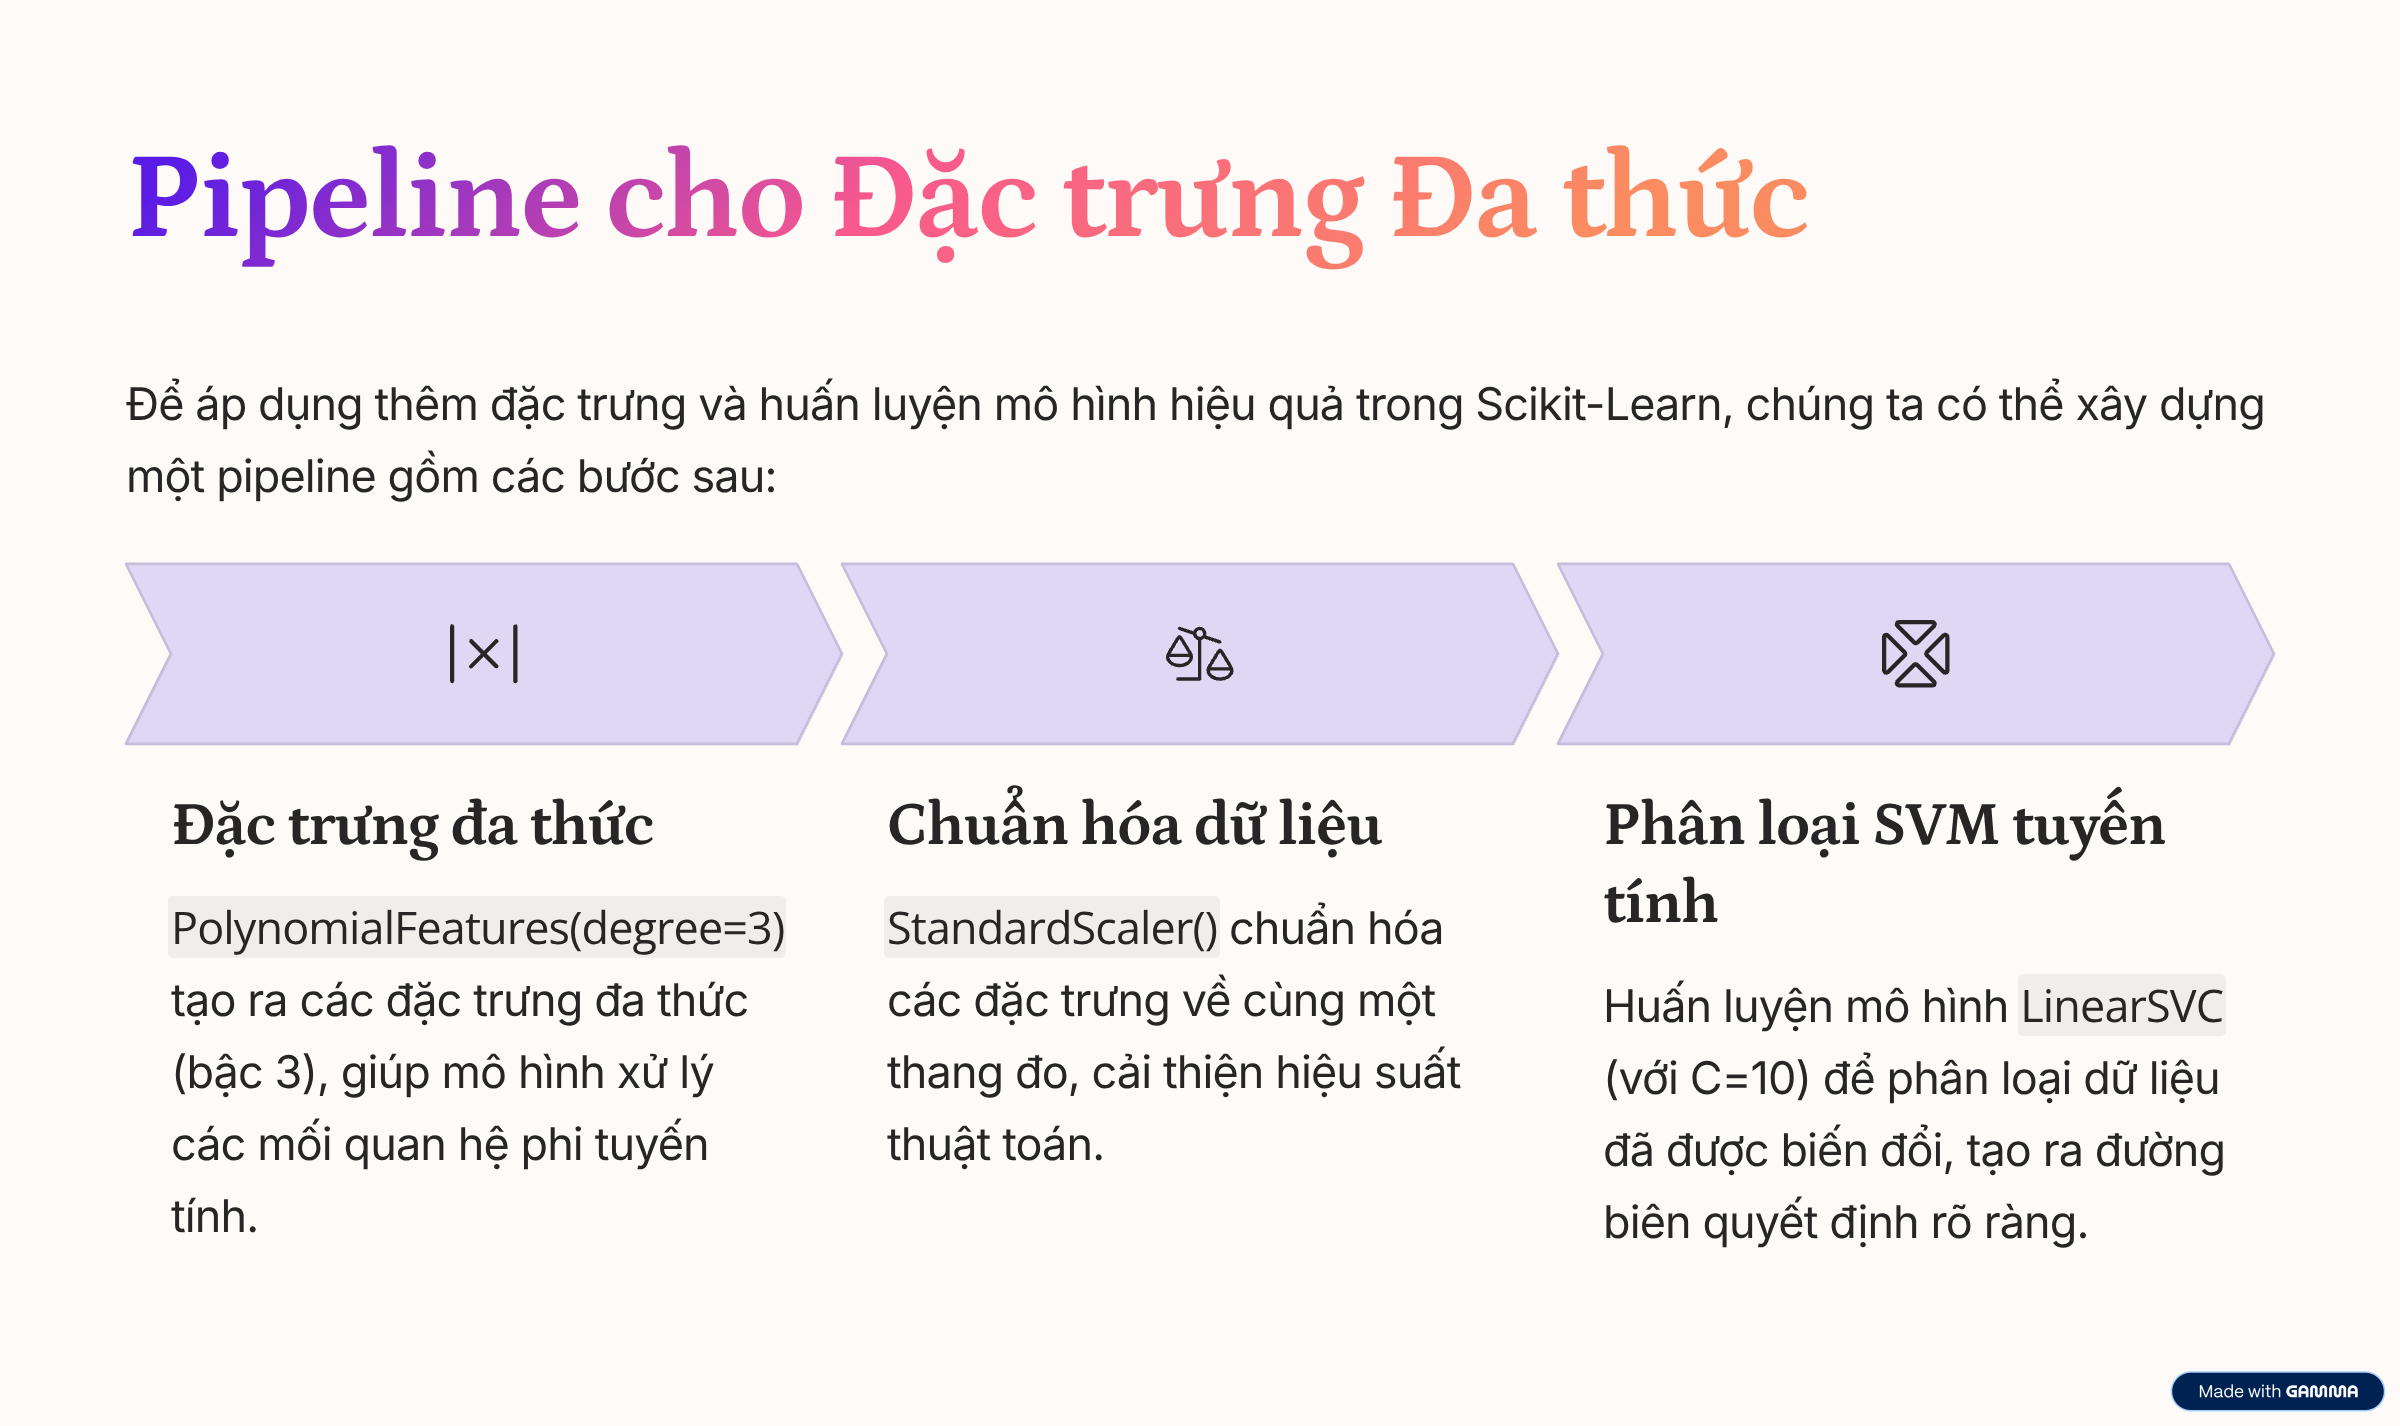 Pipeline cho Đặc trưng Đa thức
Để áp dụng thêm đặc trưng và huấn luyện mô hình hiệu quả trong Scikit-Learn, chúng ta có thể xây dựng
một pipeline gồm các bước sau:
Đặc trưng đa thức
PolynomialFeatures(degree=3)
tạo ra các đặc trưng đa thức
(bậc 3), giúp mô hình xử lý
các mối quan hệ phi tuyến
tính.
Chuẩn hóa dữ liệu
StandardScaler() chuẩn hóa
các đặc trưng về cùng một
thang đo, cải thiện hiệu suất
thuật toán.
Phân loại SVM tuyến
tính
Huấn luyện mô hình LinearSVC
(với C=10) để phân loại dữ liệu
đã được biến đổi, tạo ra đường
biên quyết định rõ ràng.
Made with GAMMA